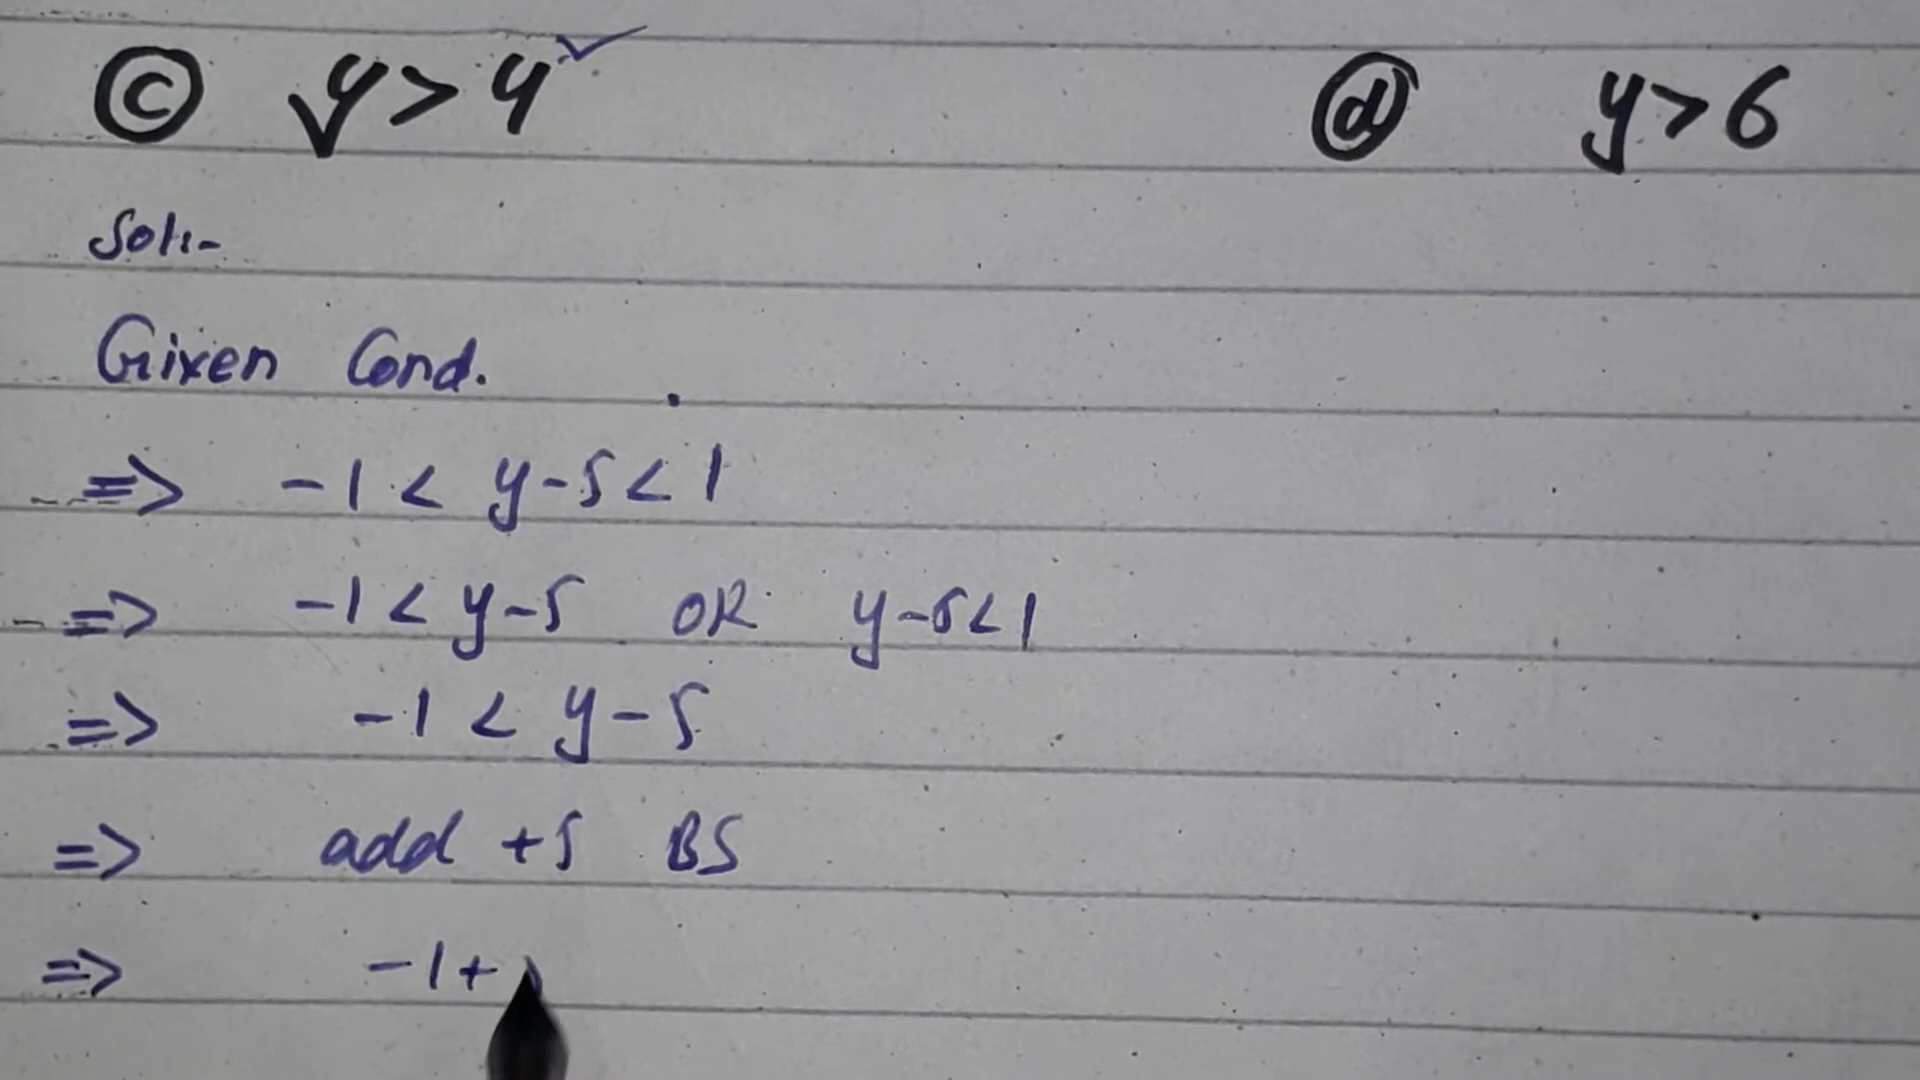 ⓒ y > 4 ✓ ⓓ y > 6
Sol:-
Given Cond.
=> -1 < y - 5 < 1
=> -1 < y - 5 OR y - 5 < 1
=> -1 < y - 5
=> add +5 BS
=> -1 +